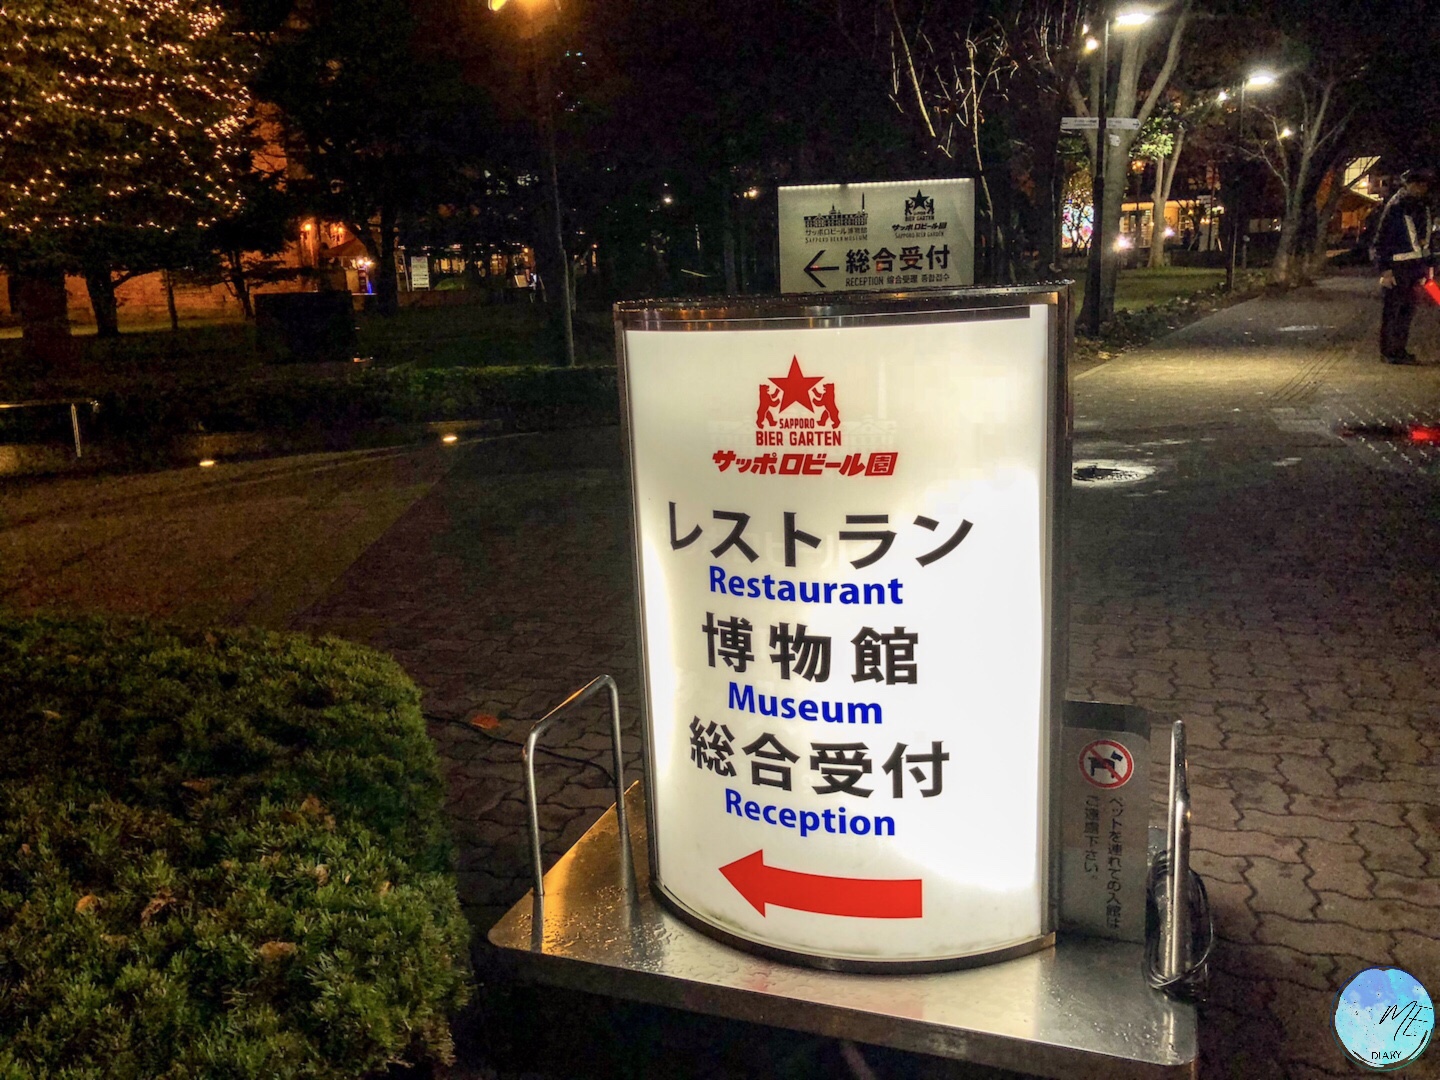 サッポロビール博物館
SAPPORO BEER MUSEUM
サッポロビール園
SAPPORO BIER GARTEN
総合受付
RECEPTION
SAPPORO
BIER GARTEN
サッポロビール園
レストラン
Restaurant
博物館
Museum
総合受付
Reception
ペットを連れての入館は
ご遠慮下さい。
ME
DIARY